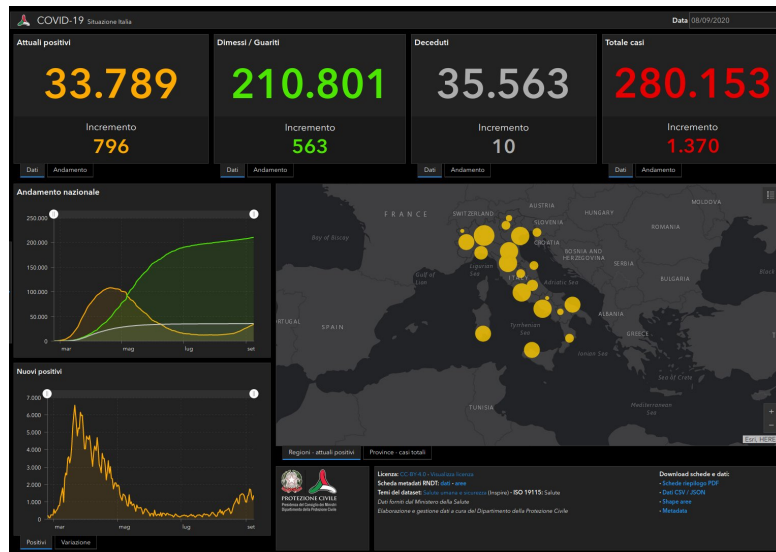 COVID-19 Situazione Italia
Data 08/09/2020
Attuali positivi
33.789
Incremento
796
Dati Andamento
Dimessi / Guariti
210.801
Incremento
563
Dati Andamento
Deceduti
35.563
Incremento
10
Dati Andamento
Totale casi
280.153
Incremento
1.370
Dati Andamento
Andamento nazionale
250.000
200.000
150.000
100.000
50.000
0
mar mag lug set
Nuovi positivi
7.000
6.000
5.000
4.000
3.000
2.000
1.000
0
mar mag lug set
Positivi Variazione
MOLDOVA
AUSTRIA
FRANCE
SWITZERLAND
HUNGARY
SLOVENIA
ROMANIA
Bay of Biscay
CROATIA
BOSNIA AND
HERZEGOVINA
SERBIA
Ligurian
Sea
Gulf of
Lion
ITALY
Adriatic Sea
BULGARIA
Black
RTUGAL
SPAIN
ALBANIA
Tyrrhenian
Sea
GREECE
Ionian Sea
Sea Of Crete
TUNISIA
Mediterranean
Sea
+
−
Esri, HERE
Regioni - attuali positivi Province - casi totali
PROTEZIONE CIVILE
Presidenza del Consiglio dei Ministri
Dipartimento della Protezione Civile
Licenza: CC-BY-4.0 - Visualizza licenza
Scheda metadati RNDT: dati - aree
Temi del dataset: Salute umana e sicurezza (Inspire) - ISO 19115: Salute
Dati forniti dal Ministero della Salute
Elaborazione e gestione dati a cura del Dipartimento della Protezione Civile
Download schede e dati:
• Schede riepilogo PDF
• Dati CSV / JSON
• Shape aree
• Metadata